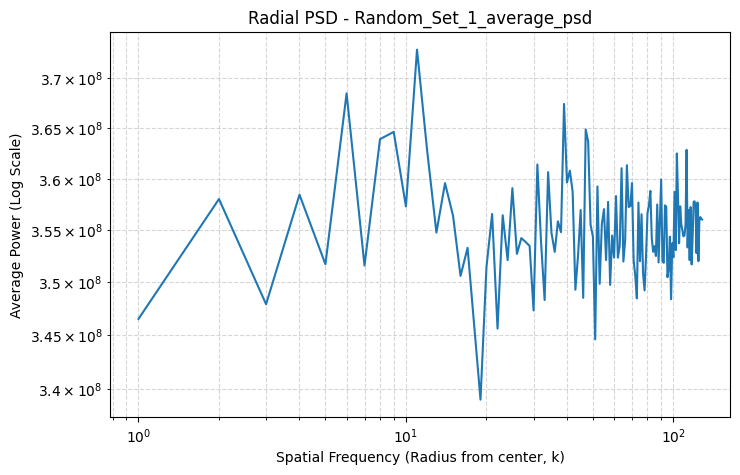 Radial PSD - Random_Set_1_average_psd
Average Power (Log Scale)
3.7 × 10⁸
3.65 × 10⁸
3.6 × 10⁸
3.55 × 10⁸
3.5 × 10⁸
3.45 × 10⁸
3.4 × 10⁸
10⁰
10¹
10²
Spatial Frequency (Radius from center, k)